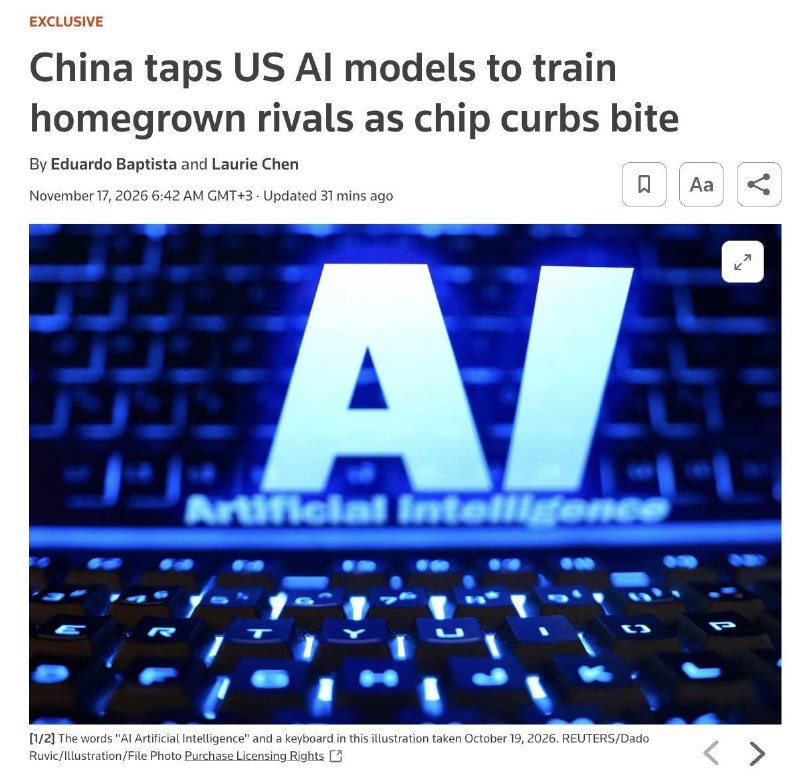 EXCLUSIVE
China taps US AI models to train
homegrown rivals as chip curbs bite
By Eduardo Baptista and Laurie Chen
November 17, 2026 6:42 AM GMT+3 · Updated 31 mins ago
Aa
AI
Artificial Intelligence
E R T Y U I P
F G H J K L
[1/2] The words "AI Artificial Intelligence" and a keyboard in this illustration taken October 19, 2026. REUTERS/Dado
Ruvic/Illustration/File Photo Purchase Licensing Rights